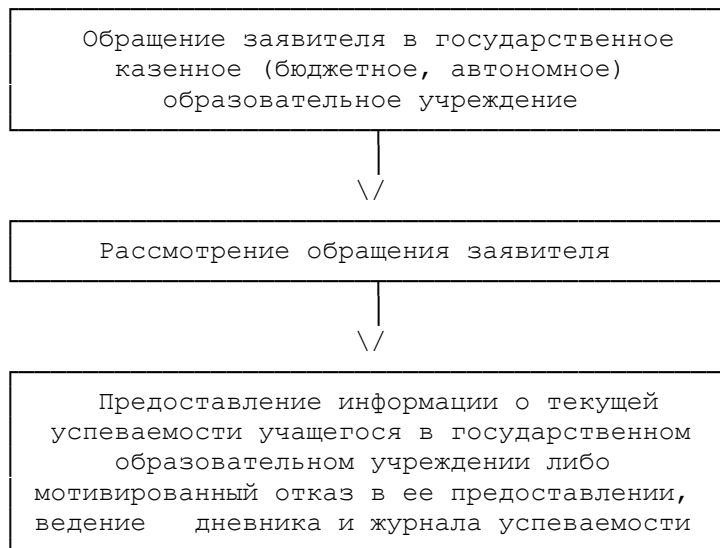 Обращение заявителя в государственное
казенное (бюджетное, автономное)
образовательное учреждение
\/
Рассмотрение обращения заявителя
\/
Предоставление информации о текущей
успеваемости учащегося в государственном
образовательном учреждении либо
мотивированный отказ в ее предоставлении,
ведение дневника и журнала успеваемости